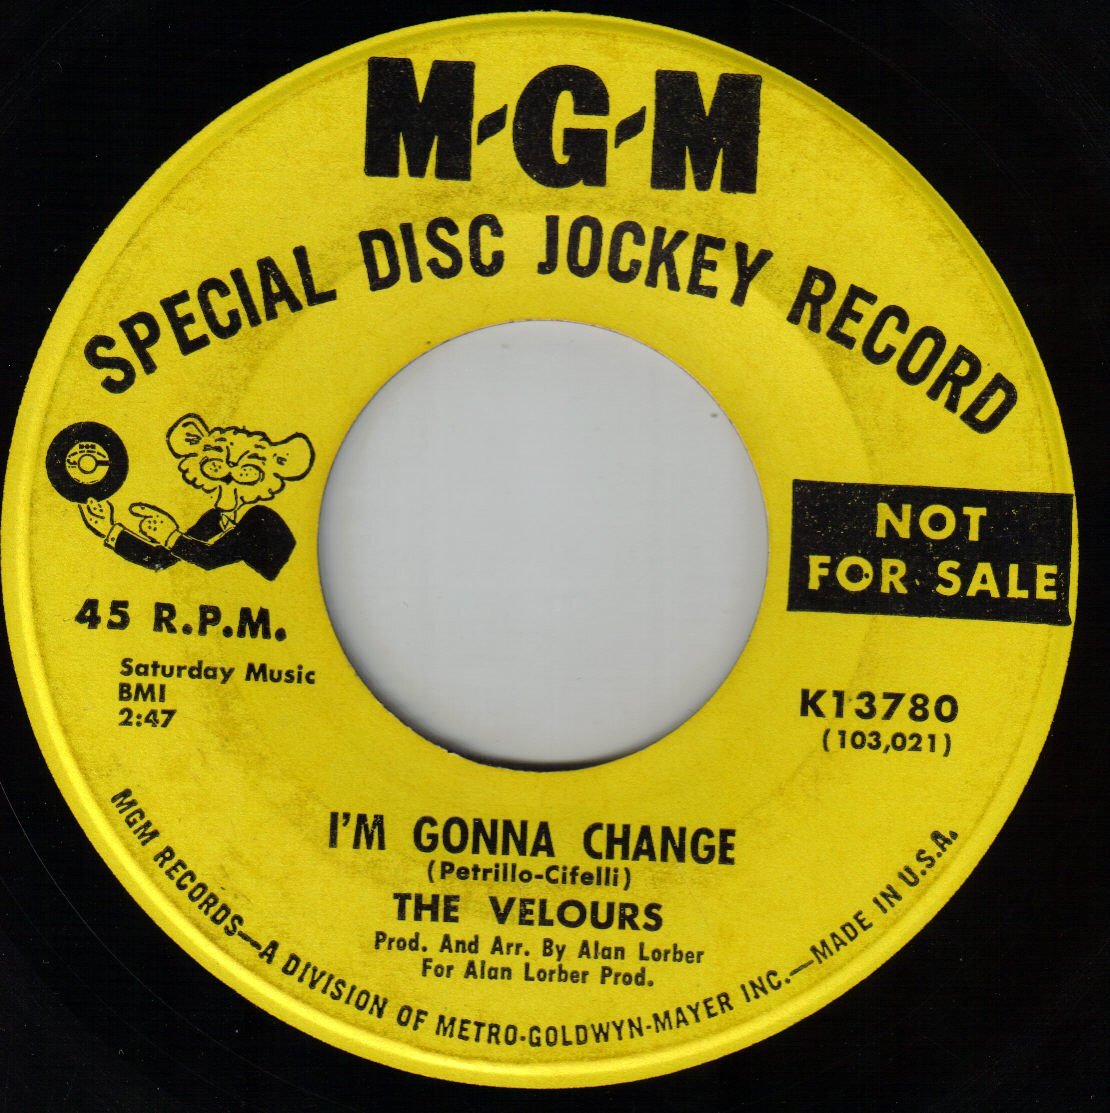 M-G-M
SPECIAL DISC JOCKEY RECORD
NOT
FOR SALE
45 R.P.M.
Saturday Music
BMI
2:47
K13780
(103,021)
I'M GONNA CHANGE
(Petrillo-Cifelli)
THE VELOURS
Prod. And Arr. By Alan Lorber
For Alan Lorber Prod.
MGM RECORDS—A DIVISION OF METRO-GOLDWYN-MAYER INC.—MADE IN U.S.A.